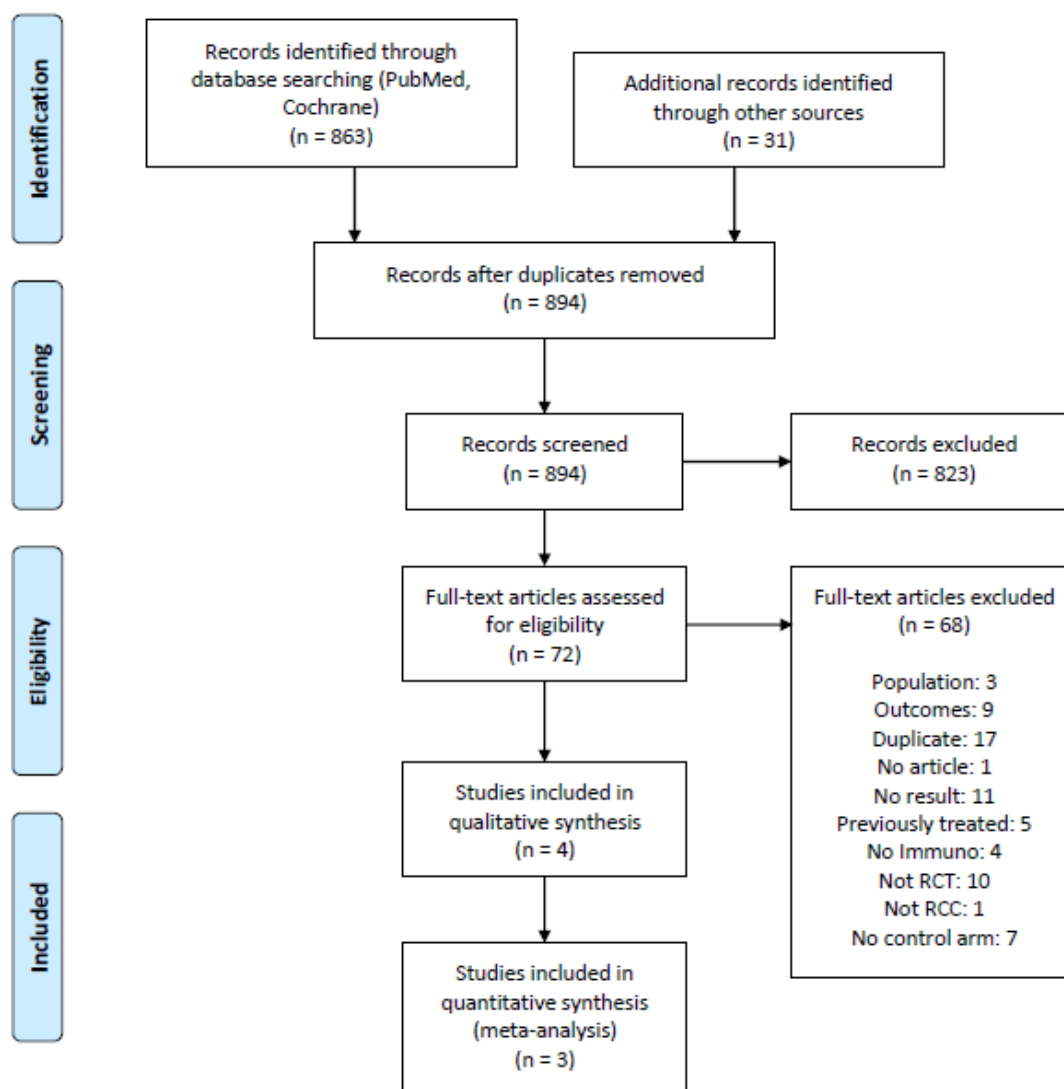 Identification
Records identified through
database searching (PubMed,
Cochrane)
(n = 863)
Additional records identified
through other sources
(n = 31)
Records after duplicates removed
(n = 894)
Screening
Records screened
(n = 894)
Records excluded
(n = 823)
Eligibility
Full-text articles assessed
for eligibility
(n = 72)
Full-text articles excluded
(n = 68)
Population: 3
Outcomes: 9
Duplicate: 17
No article: 1
No result: 11
Previously treated: 5
No Immuno: 4
Not RCT: 10
Not RCC: 1
No control arm: 7
Studies included in
qualitative synthesis
(n = 4)
Included
Studies included in
quantitative synthesis
(meta-analysis)
(n = 3)